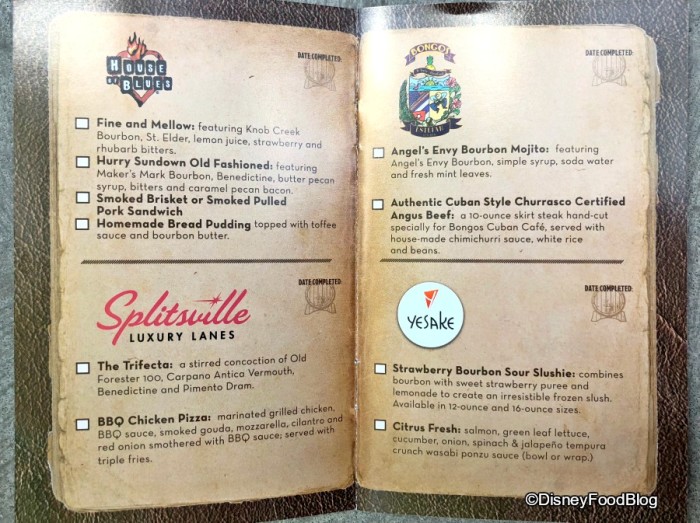 HOUSE
OF BLUES
DATE COMPLETED:
Fine and Mellow: featuring Knob Creek
Bourbon, St. Elder, lemon juice, strawberry and
rhubarb bitters.
Hurry Sundown Old Fashioned: featuring
Maker's Mark Bourbon, Benedictine, butter pecan
syrup, bitters and caramel pecan bacon.
Smoked Brisket or Smoked Pulled
Pork Sandwich
Homemade Bread Pudding topped with toffee
sauce and bourbon butter.
DATE COMPLETED:
Splitsville
LUXURY LANES
The Trifecta: a stirred concoction of Old
Forester 100, Carpano Antica Vermouth,
Benedictine and Pimento Dram.
BBQ Chicken Pizza: marinated grilled chicken,
BBQ sauce, smoked gouda, mozzarella, cilantro and
red onion smothered with BBQ sauce; served with
triple fries.
BONGOS
DATE COMPLETED:
Angel's Envy Bourbon Mojito: featuring
Angel's Envy Bourbon, simple syrup, soda water
and fresh mint leaves.
Authentic Cuban Style Churrasco Certified
Angus Beef: a 10-ounce skirt steak hand-cut
specially for Bongos Cuban Café, served with
house-made chimichurri sauce, white rice
and beans.
DATE COMPLETED:
YESAKE
Strawberry Bourbon Sour Slushie: combines
bourbon with sweet strawberry puree and
lemonade to create an irresistible frozen slush.
Available in 12-ounce and 16-ounce sizes.
Citrus Fresh: salmon, green leaf lettuce,
cucumber, onion, spinach & jalapeño tempura
crunch wasabi ponzu sauce (bowl or wrap.)
©DisneyFoodBlog